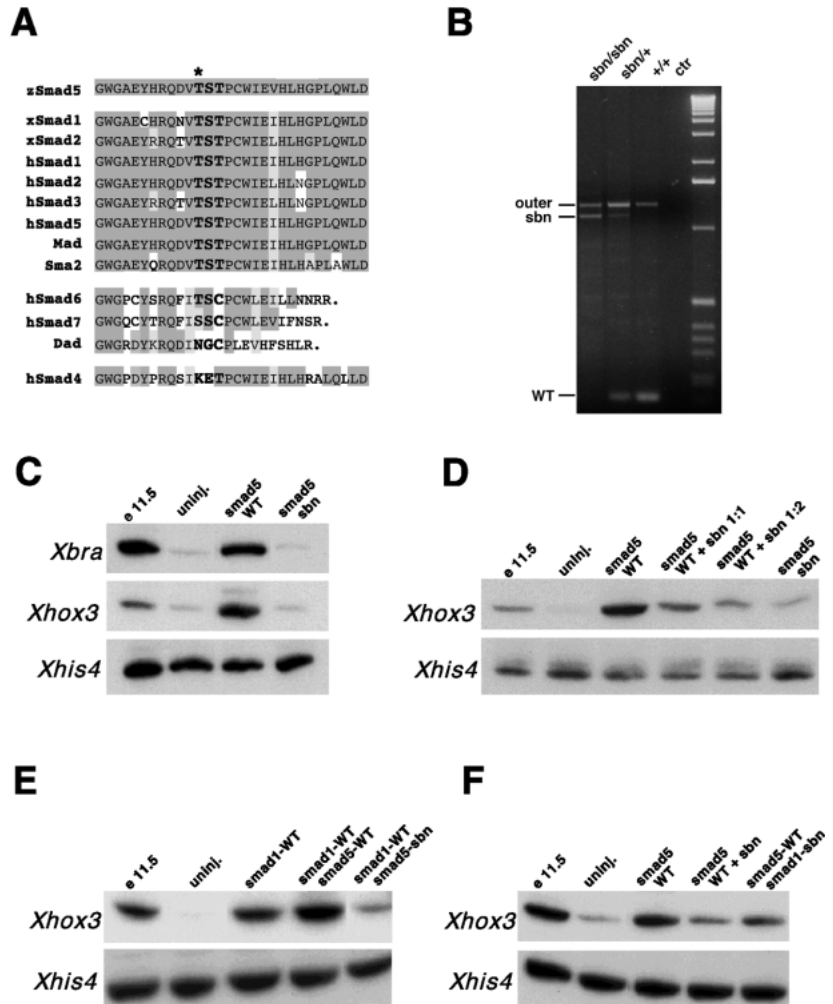 A
*
zSmad5 GWGAEYHRQDVTSTPCWIEVHLHGPLQWLD
xSmad1 GWGAECHRQNVTSTPCWIEIHLHGPLQWLD
xSmad2 GWGAEYRRQTVTSTPCWIELHLHGPLQWLD
hSmad1 GWGAEYHRQDVTSTPCWIEIHLHGPLQWLD
hSmad2 GWGAEYHRQDVTSTPCWIELHLNGPLQWLD
hSmad3 GWGAEYRRQTVTSTPCWIELHLNGPLQWLD
hSmad5 GWGAEYHRQDVTSTPCWIEIHLHGPLQWLD
Mad GWGAEYHRQDVTSTPCWIEIHLHGPLQWLD
Sma2 GWGAEYQRQDVTSTPCWIEIHLHAPLAWLD
hSmad6 GWGPCYSRQFITSCPCWLEILLNNRR.
hSmad7 GWGQCYTRQFISSCPCWLEVIFNSR.
Dad GWGRDYKRQDINGCPLEVHFSHLR.
hSmad4 GWGPDYPRQSIKETPCWIEIHLHRALQLLD
B
sbn/sbn
sbn/+
+/+
ctr
outer
sbn
WT
C
e 11.5
uninj.
smad5
WT
smad5
sbn
Xbra
Xhox3
Xhis4
D
e 11.5
uninj.
smad5
WT
smad5
WT + sbn 1:1
smad5
WT + sbn 1:2
smad5
sbn
Xhox3
Xhis4
E
e 11.5
uninj.
smad1-WT
smad1-WT
smad5-WT
smad1-WT
smad5-sbn
Xhox3
Xhis4
F
e 11.5
uninj.
smad5
WT
smad5
WT + sbn
smad5-WT
smad1-sbn
Xhox3
Xhis4